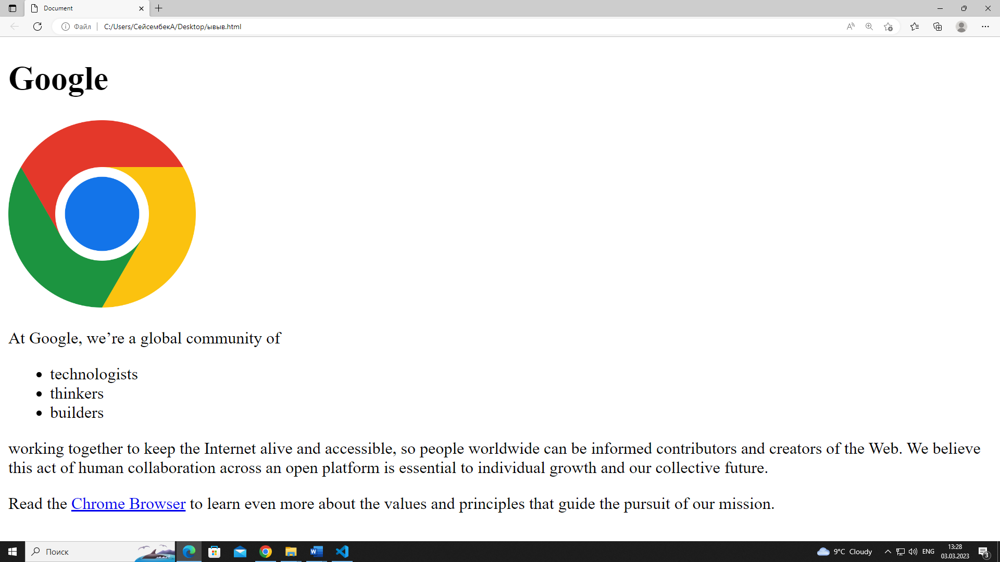 Document
Файл
C:/Users/СейсембекА/Desktop/ывыв.html
Google
At Google, we’re a global community of
technologists
thinkers
builders
working together to keep the Internet alive and accessible, so people worldwide can be informed contributors and creators of the Web. We believe
this act of human collaboration across an open platform is essential to individual growth and our collective future.
Read the Chrome Browser to learn even more about the values and principles that guide the pursuit of our mission.
Поиск
9°C Cloudy
ENG
13:28
03.03.2023
3